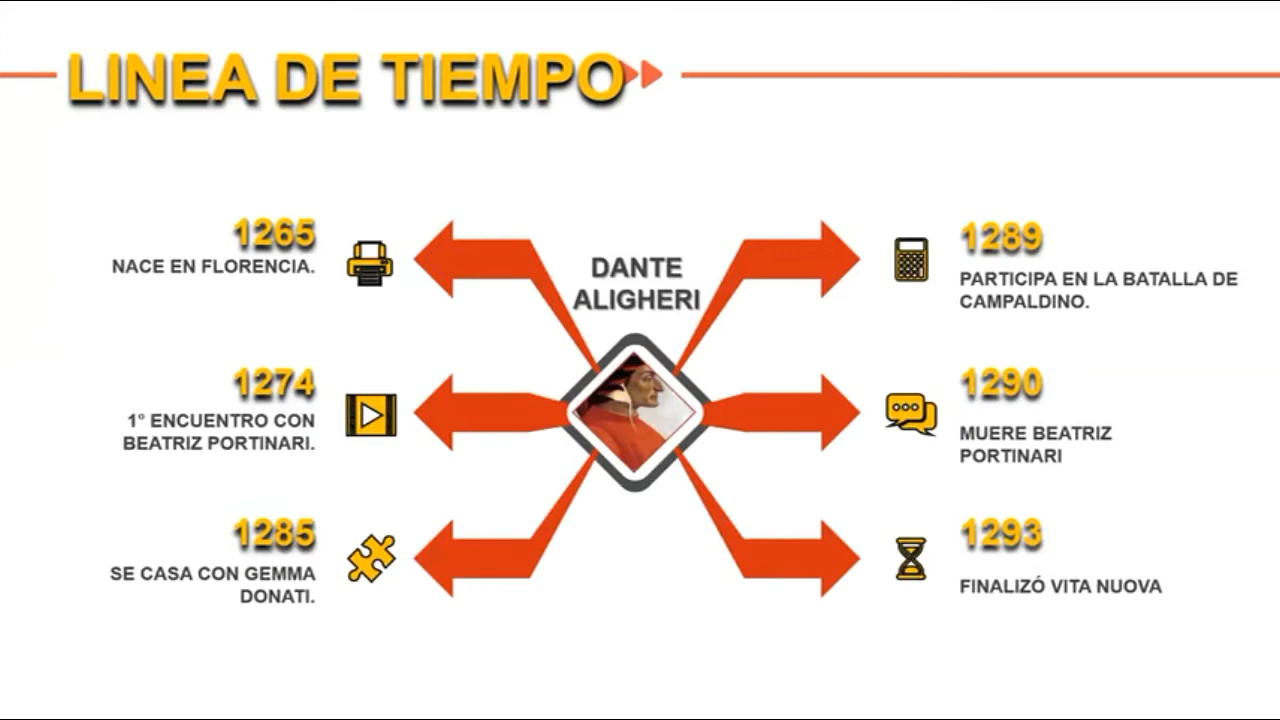 LINEA DE TIEMPO
1265
NACE EN FLORENCIA.
1274
1° ENCUENTRO CON
BEATRIZ PORTINARI.
1285
SE CASA CON GEMMA
DONATI.
DANTE
ALIGHERI
1289
PARTICIPA EN LA BATALLA DE
CAMPALDINO.
1290
MUERE BEATRIZ
PORTINARI
1293
FINALIZÓ VITA NUOVA